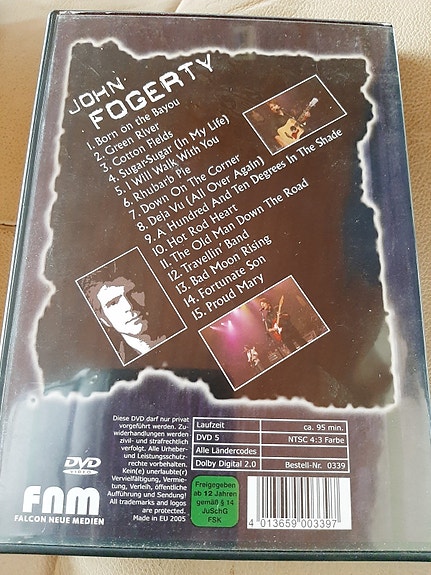 JOHN
FOGERTY
1. Born on the Bayou
2. Green River
3. Cotton Fields
4. Sugar-Sugar (In My Life)
5. I Will Walk With You
6. Rhubarb Pie
7. Down On The Corner
8. Deja Vu (All Over Again)
9. A Hundred And Ten Degrees In The Shade
10. Hot Rod Heart
11. The Old Man Down The Road
12. Travelin' Band
13. Bad Moon Rising
14. Fortunate Son
15. Proud Mary
DVD
VIDEO
FNM
FALCON NEUE MEDIEN
Diese DVD darf nur privat
vorgeführt werden. Zu-
widerhandlungen werden
zivil- und strafrechtlich
verfolgt. Alle Urheber-
und Leistungsschutz-
rechte vorbehalten.
Kein(e) unerlaubte(r)
Vervielfältigung, Vermie-
tung, Verleih, öffentliche
Aufführung und Sendung!
All trademarks and logos
are protected.
Made in EU 2005
Laufzeit ca. 95 min.
DVD 5 NTSC 4:3 Farbe
Alle Ländercodes
Dolby Digital 2.0 Bestell-Nr. 0339
Freigegeben
ab 12 Jahren
gemäß § 14
JuSchG
FSK
4 013659 003397